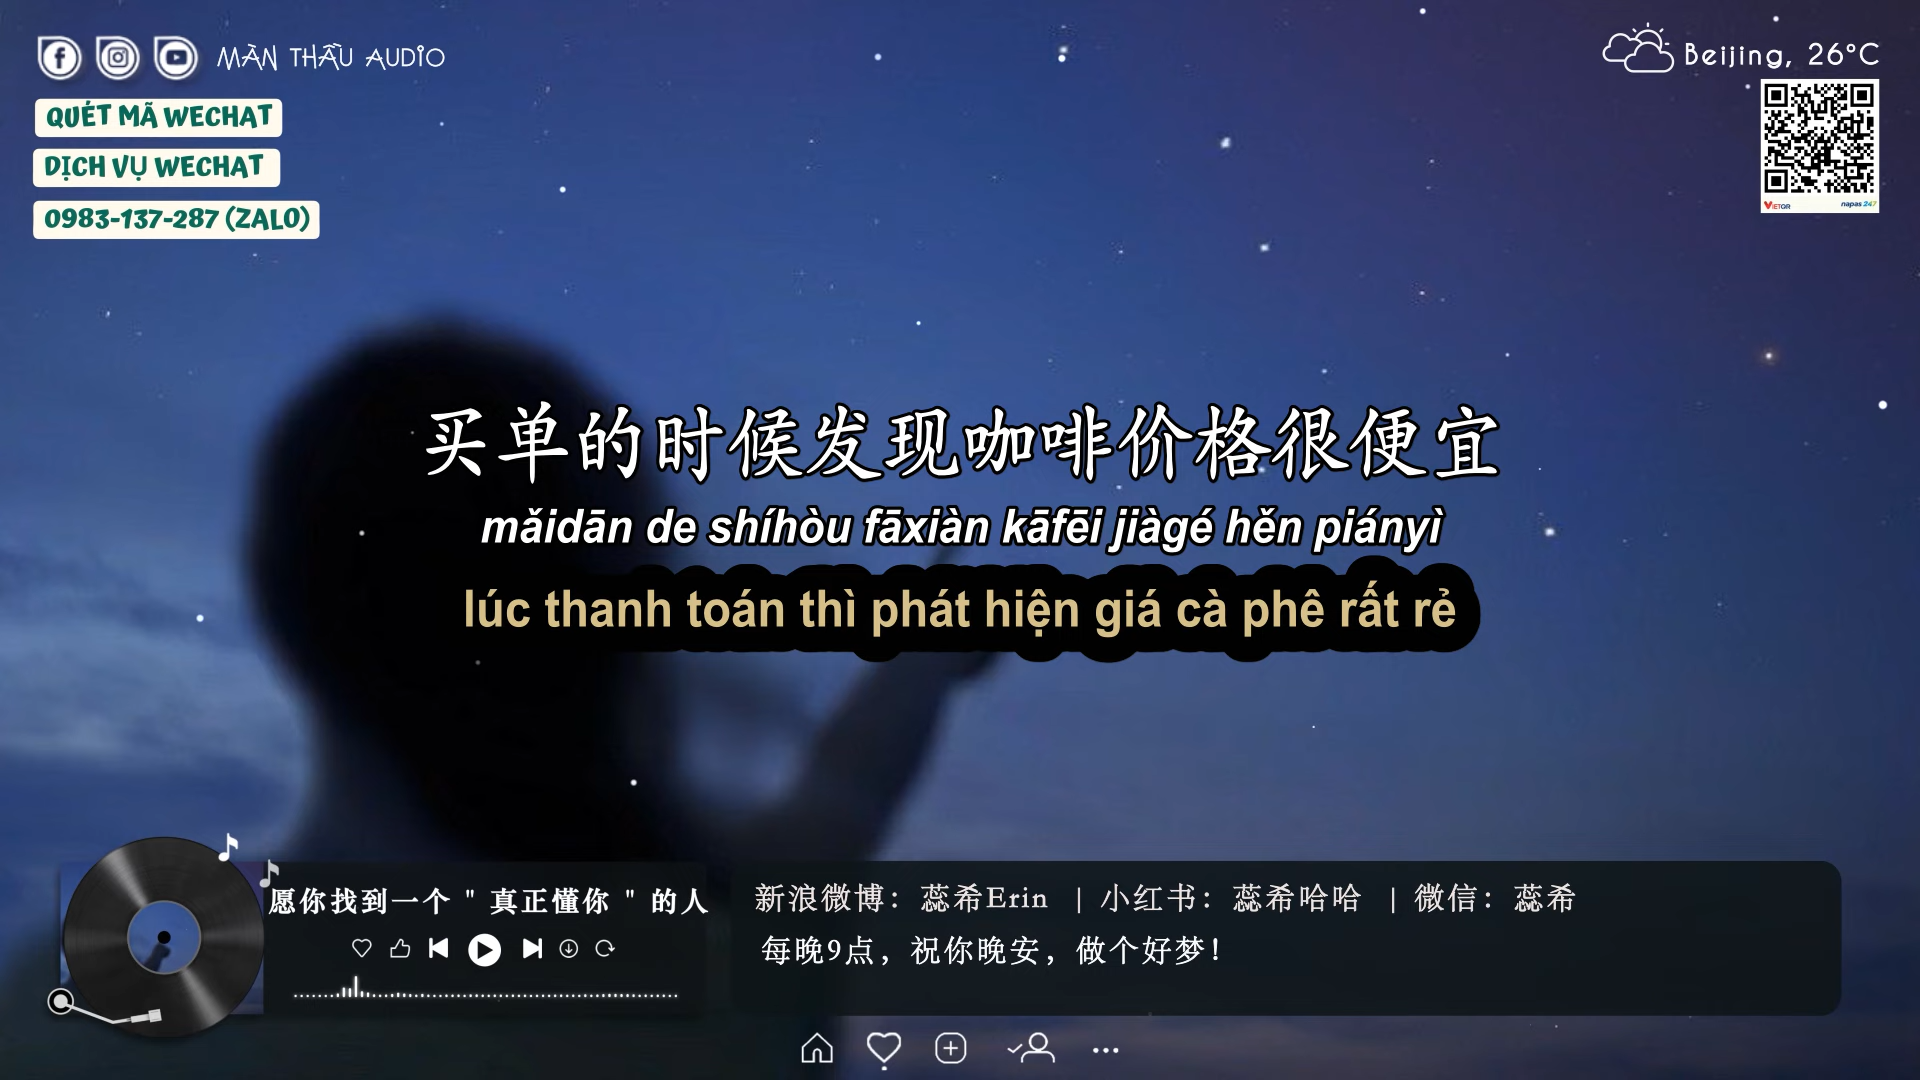 MÀN THẦU AUDIO
Beijing, 26°C
QUÉT MÃ WECHAT
DỊCH VỤ WECHAT
0983-137-287 (ZALO)
VIETQR
napas 247
买单的时候发现咖啡价格很便宜
mǎidān de shíhòu fāxiàn kāfēi jiàgé hěn piányì
lúc thanh toán thì phát hiện giá cà phê rất rẻ
愿你找到一个 " 真正懂你 " 的人
新浪微博：蕊希Erin | 小红书：蕊希哈哈 | 微信：蕊希
每晚9点，祝你晚安，做个好梦！